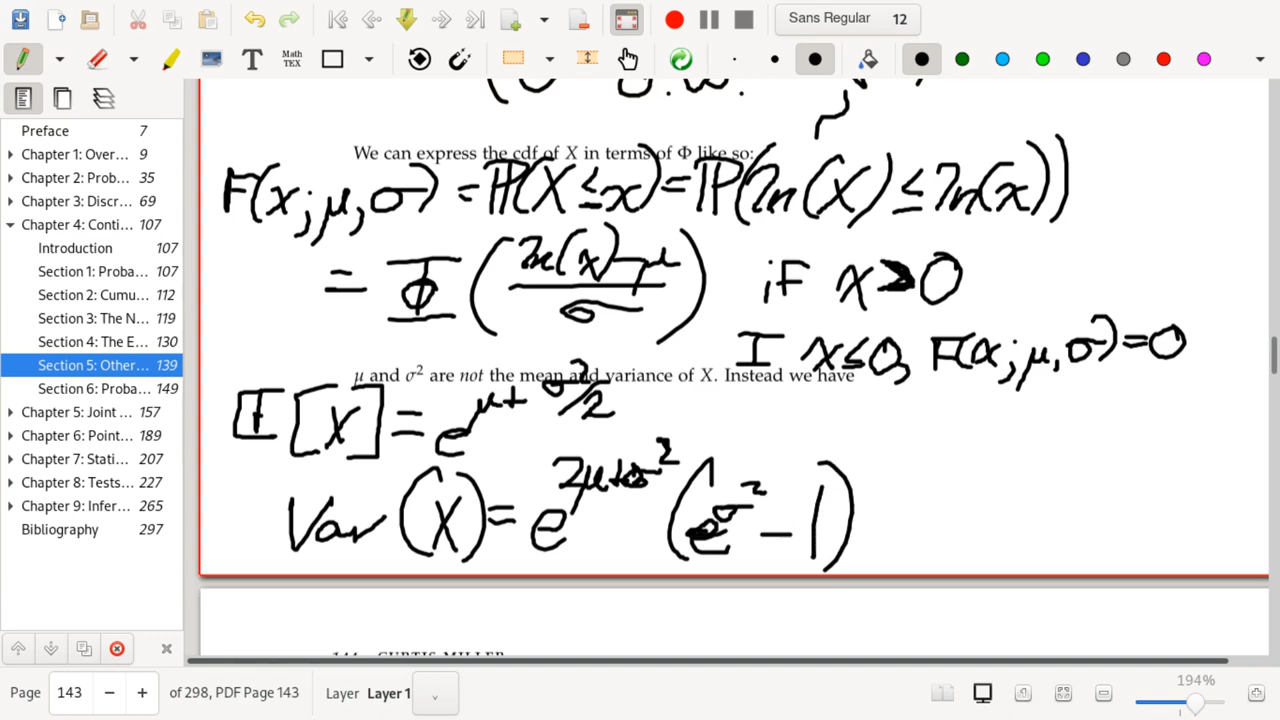 Sans Regular 12
Math
TEX
Preface 7
Chapter 1: Over... 9
Chapter 2: Prob... 35
Chapter 3: Discr... 69
Chapter 4: Conti... 107
Introduction 107
Section 1: Proba... 107
Section 2: Cumu... 112
Section 3: The N... 119
Section 4: The E... 130
Section 5: Other... 139
Section 6: Proba... 149
Chapter 5: Joint ... 157
Chapter 6: Point... 189
Chapter 7: Stati... 207
Chapter 8: Tests... 227
Chapter 9: Infer... 265
Bibliography 297
We can express the cdf of X in terms of Φ like so:
F(x; μ, σ) = ℙ(X ≤ x) = ℙ(ln(X) ≤ ln(x))
= Φ((ln(x) - μ)/σ) if x > 0
I x ≤ 0, F(x; μ, σ) = 0
μ and σ² are not the mean and variance of X. Instead we have
𝔼[X] = e^(μ + σ²/2)
Var(X) = e^(2μ + σ²) (e^(σ²) - 1)
144 CURTIS MILLER
Page 143 of 298, PDF Page 143
Layer Layer 1
194%